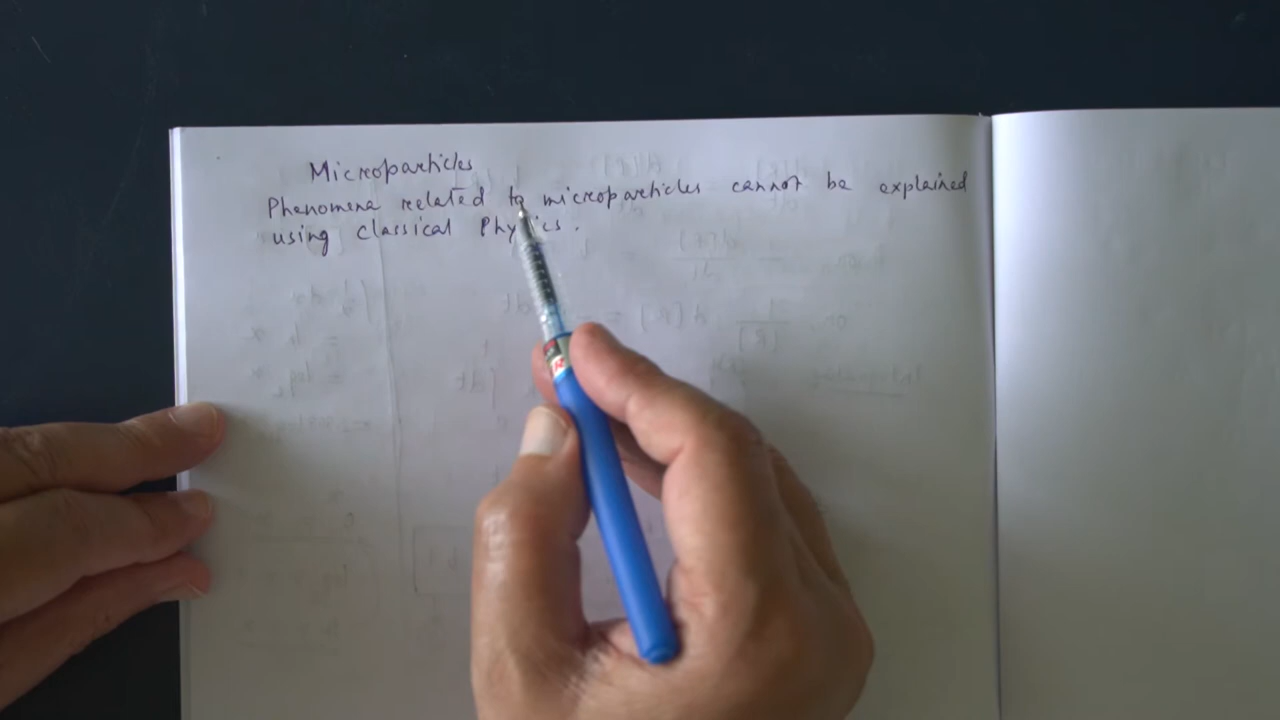 Microparticles
Phenomena related to microparticles cannot be explained
using Classical Physics.